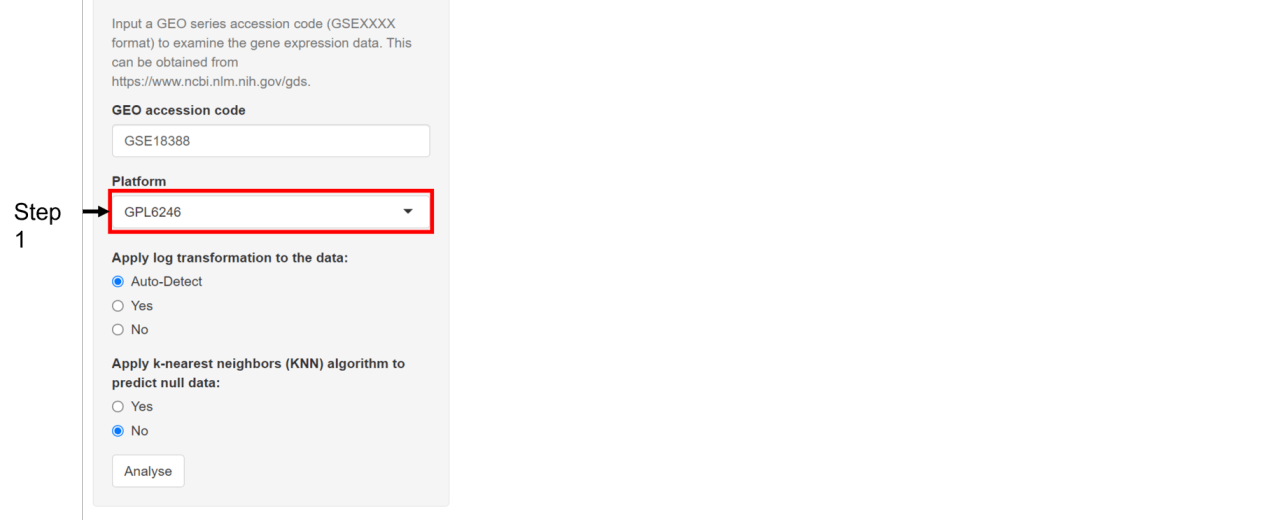 Input a GEO series accession code (GSEXXXX
format) to examine the gene expression data. This
can be obtained from
https://www.ncbi.nlm.nih.gov/gds.
GEO accession code
GSE18388
Platform
GPL6246
Step
1
Apply log transformation to the data:
Auto-Detect
Yes
No
Apply k-nearest neighbors (KNN) algorithm to
predict null data:
Yes
No
Analyse